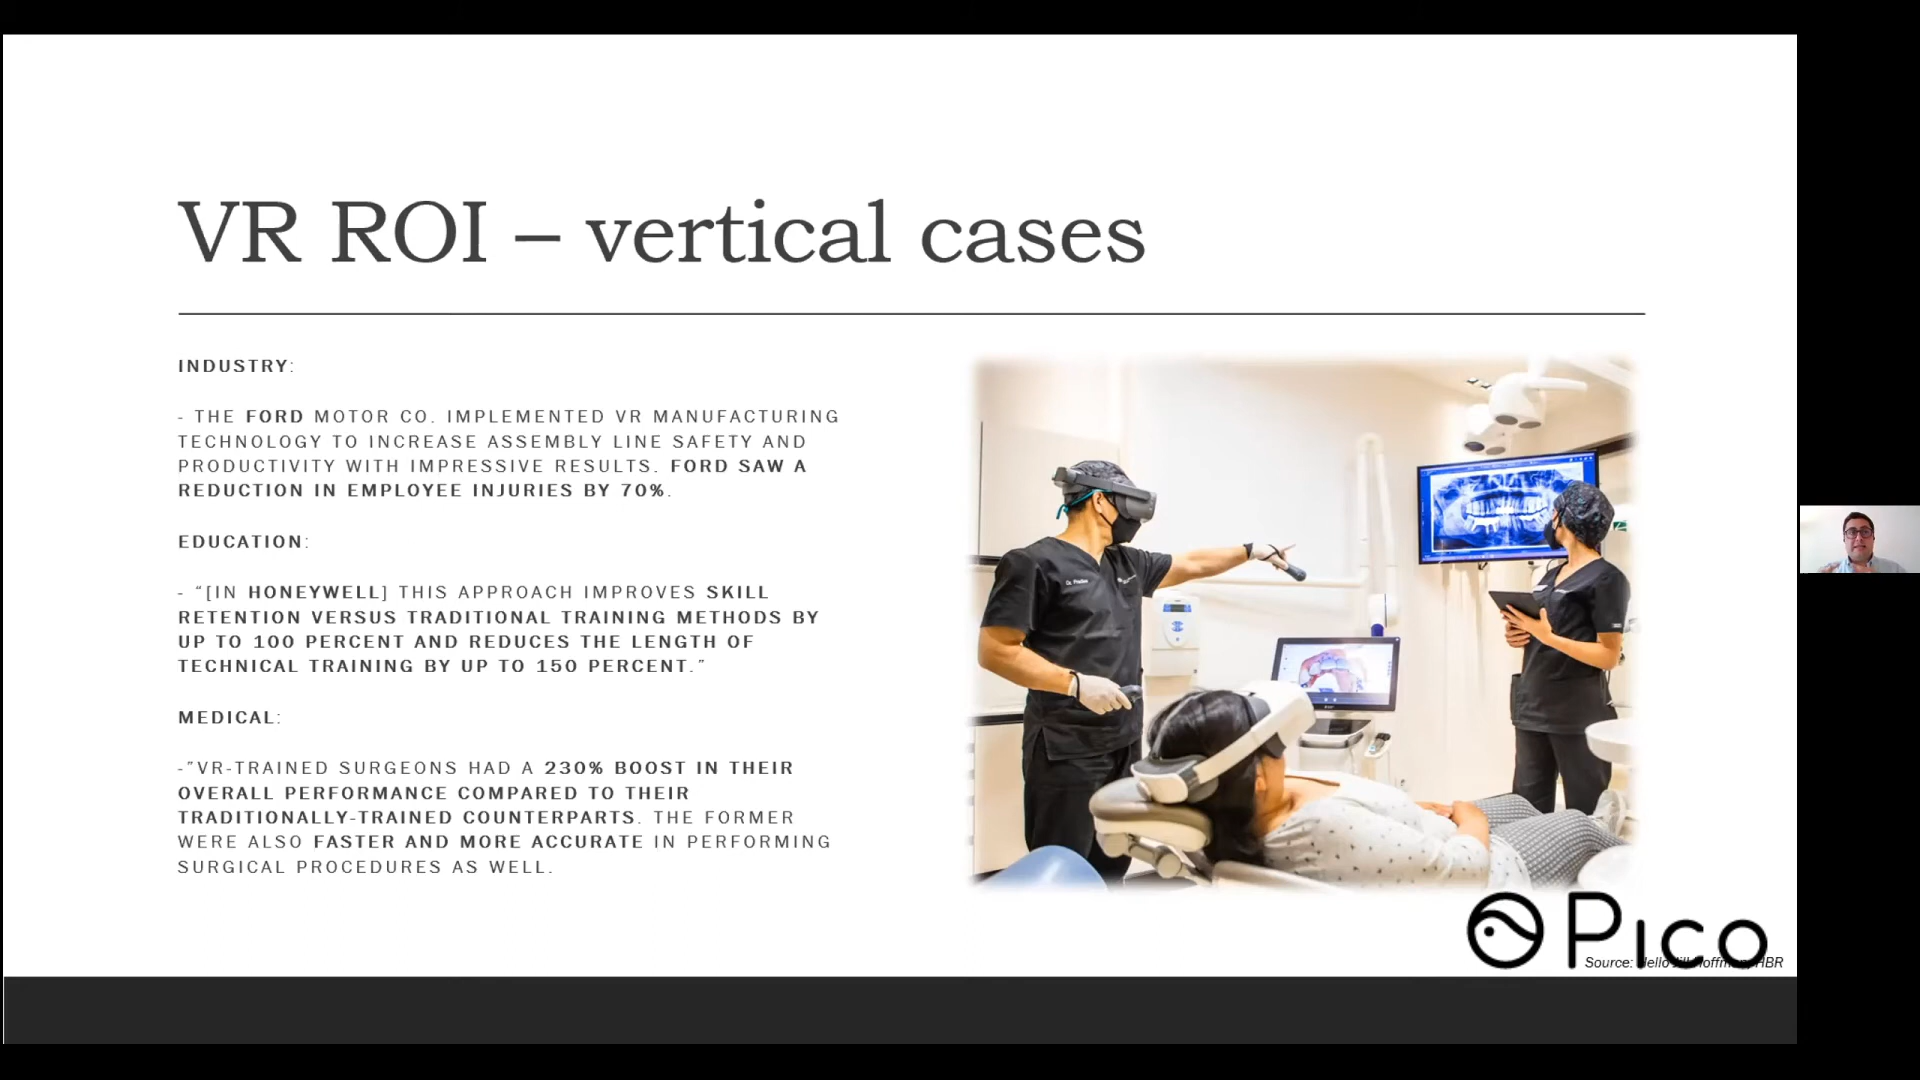 VR ROI – vertical cases
INDUSTRY:
- THE FORD MOTOR CO. IMPLEMENTED VR MANUFACTURING
TECHNOLOGY TO INCREASE ASSEMBLY LINE SAFETY AND
PRODUCTIVITY WITH IMPRESSIVE RESULTS. FORD SAW A
REDUCTION IN EMPLOYEE INJURIES BY 70%.
EDUCATION:
- “[IN HONEYWELL] THIS APPROACH IMPROVES SKILL
RETENTION VERSUS TRADITIONAL TRAINING METHODS BY
UP TO 100 PERCENT AND REDUCES THE LENGTH OF
TECHNICAL TRAINING BY UP TO 150 PERCENT.”
MEDICAL:
-”VR-TRAINED SURGEONS HAD A 230% BOOST IN THEIR
OVERALL PERFORMANCE COMPARED TO THEIR
TRADITIONALLY-TRAINED COUNTERPARTS. THE FORMER
WERE ALSO FASTER AND MORE ACCURATE IN PERFORMING
SURGICAL PROCEDURES AS WELL.
Pico
Source: HBR